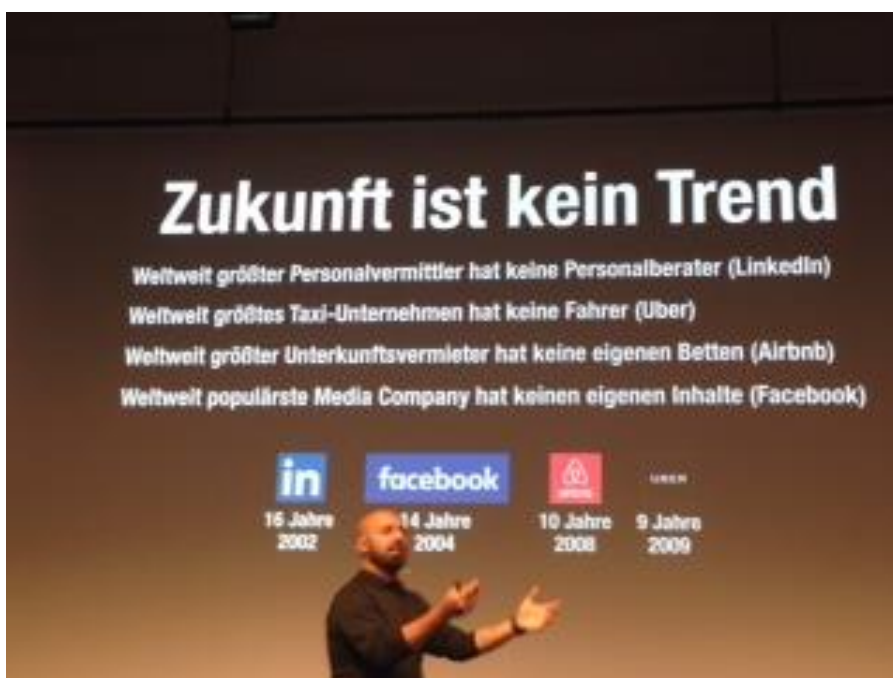 Zukunft ist kein Trend
Weltweit größter Personalvermittler hat keine Personalberater (LinkedIn)
Weltweit größtes Taxi-Unternehmen hat keine Fahrer (Uber)
Weltweit größter Unterkunftsvermieter hat keine eigenen Betten (Airbnb)
Weltweit populärste Media Company hat keinen eigenen Inhalte (Facebook)
in facebook airbnb UBER
16 Jahre 14 Jahre 10 Jahre 9 Jahre
2002 2004 2008 2009